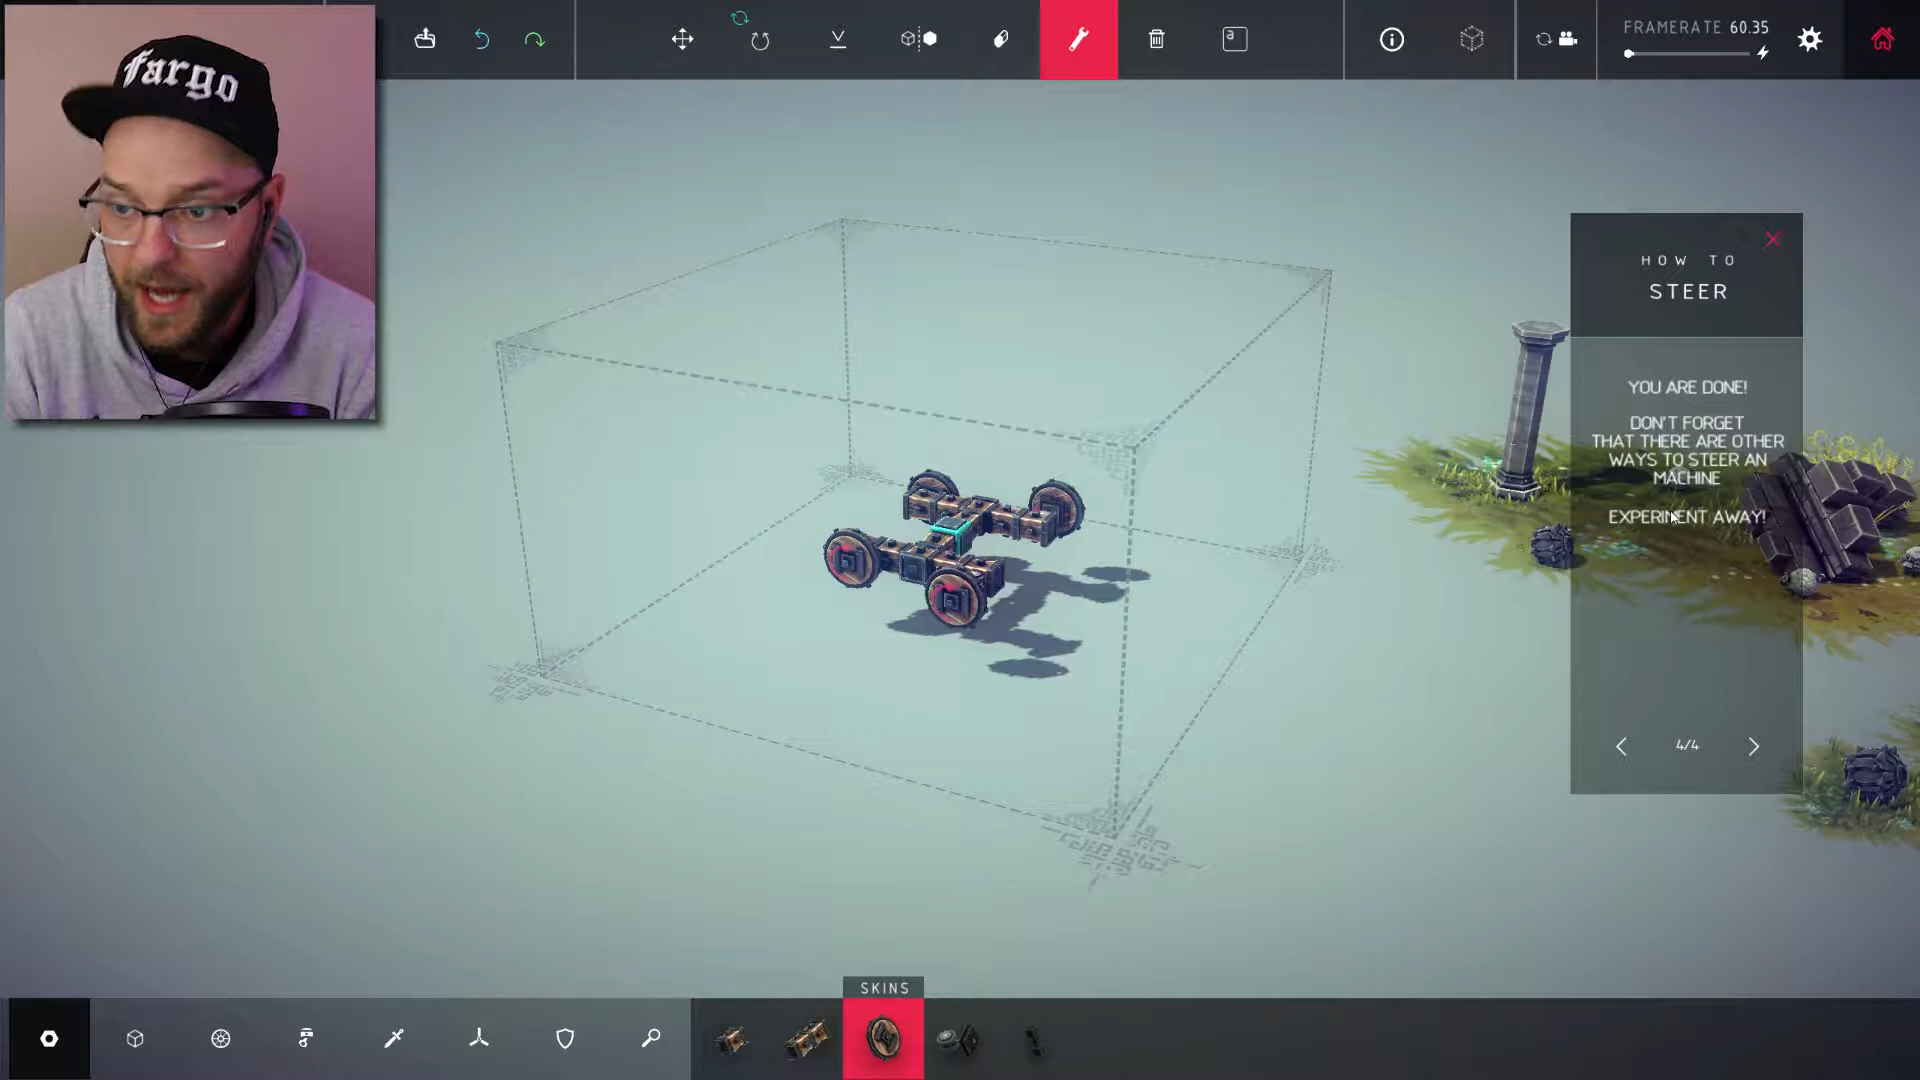 fargo
a
FRAMERATE 60.35
HOW TO
STEER
YOU ARE DONE!
DON'T FORGET
THAT THERE ARE OTHER
WAYS TO STEER AN
MACHINE
EXPERIMENT AWAY!
4/4
SKINS